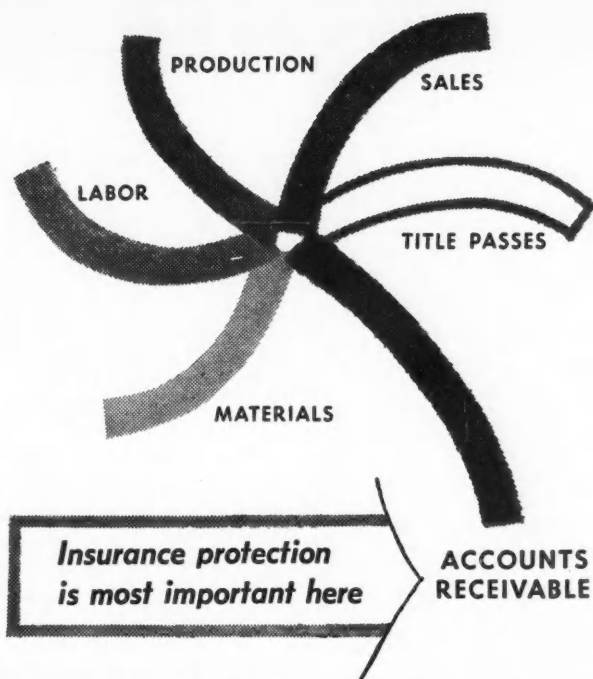 PRODUCTION
SALES
LABOR
TITLE PASSES
MATERIALS
Insurance protection
is most important here
ACCOUNTS
RECEIVABLE